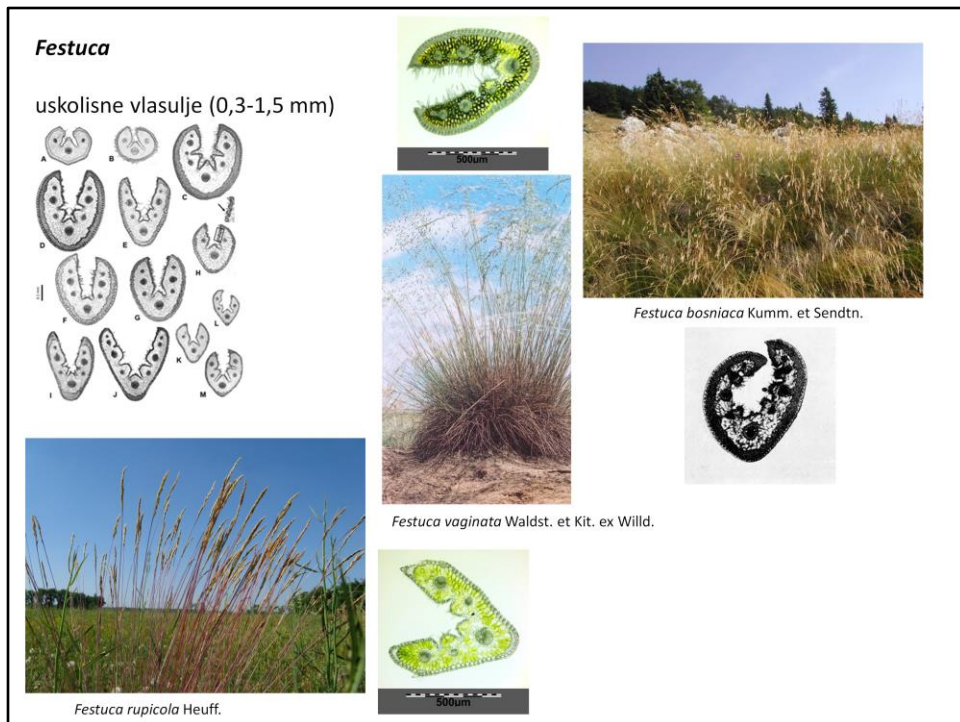 Festuca
uskolisne vlasulje (0,3-1,5 mm)
A
B
C
D
E
H
F
G
L
K
I
J
M
500µm
Festuca bosniaca Kumm. et Sendtn.
Festuca vaginata Waldst. et Kit. ex Willd.
500µm
Festuca rupicola Heuff.